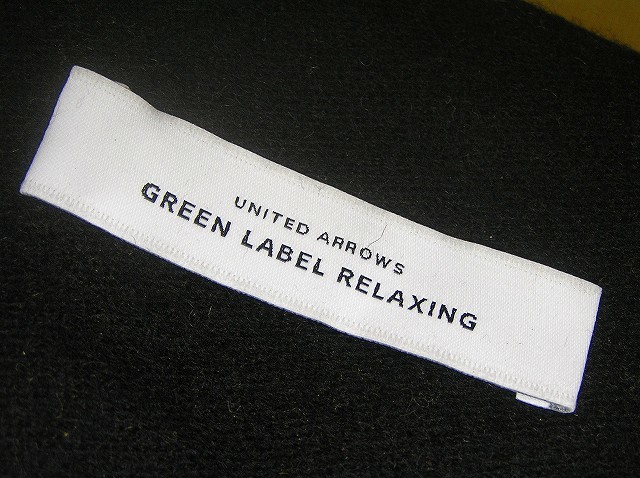 UNITED ARROWS
GREEN LABEL RELAXING